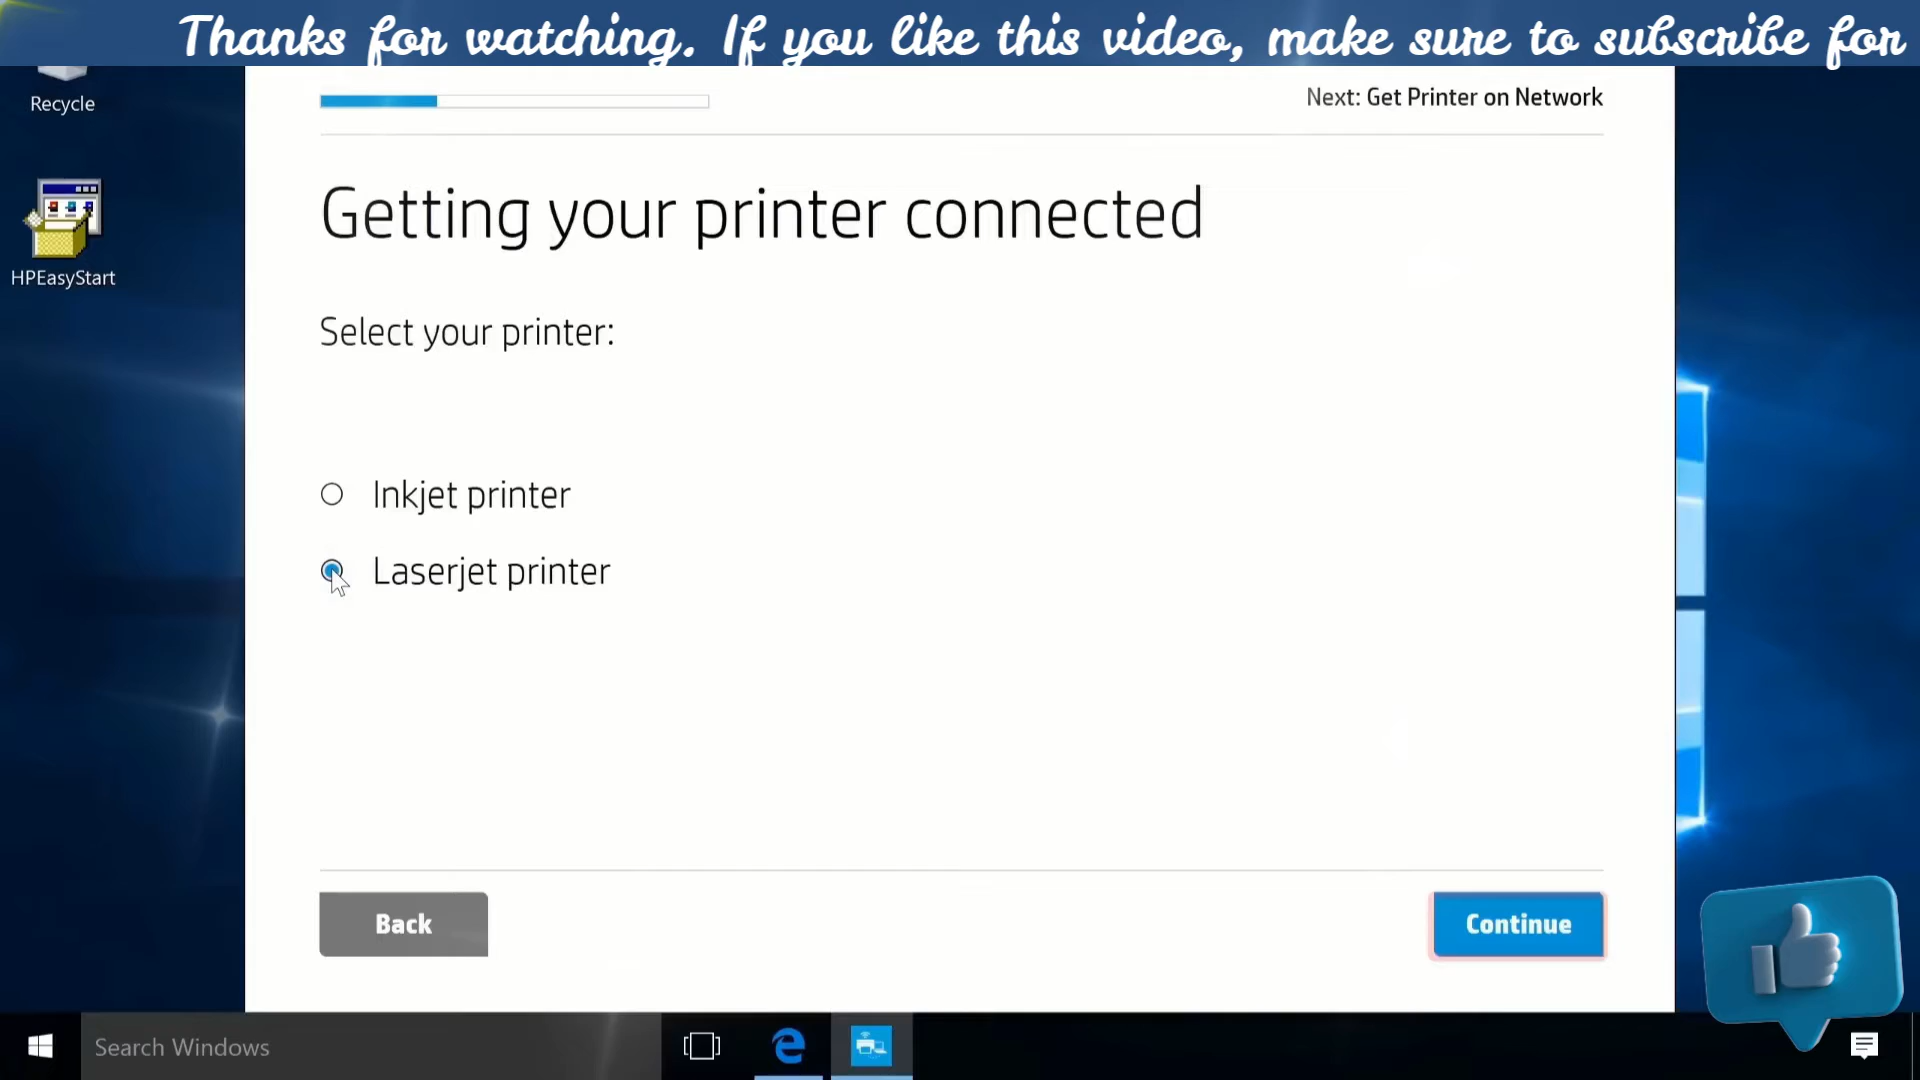 Thanks for watching. If you like this video, make sure to subscribe for
Recycle
Next: Get Printer on Network
HPEasyStart
Getting your printer connected
Select your printer:
Inkjet printer
Laserjet printer
Back
Continue
Search Windows